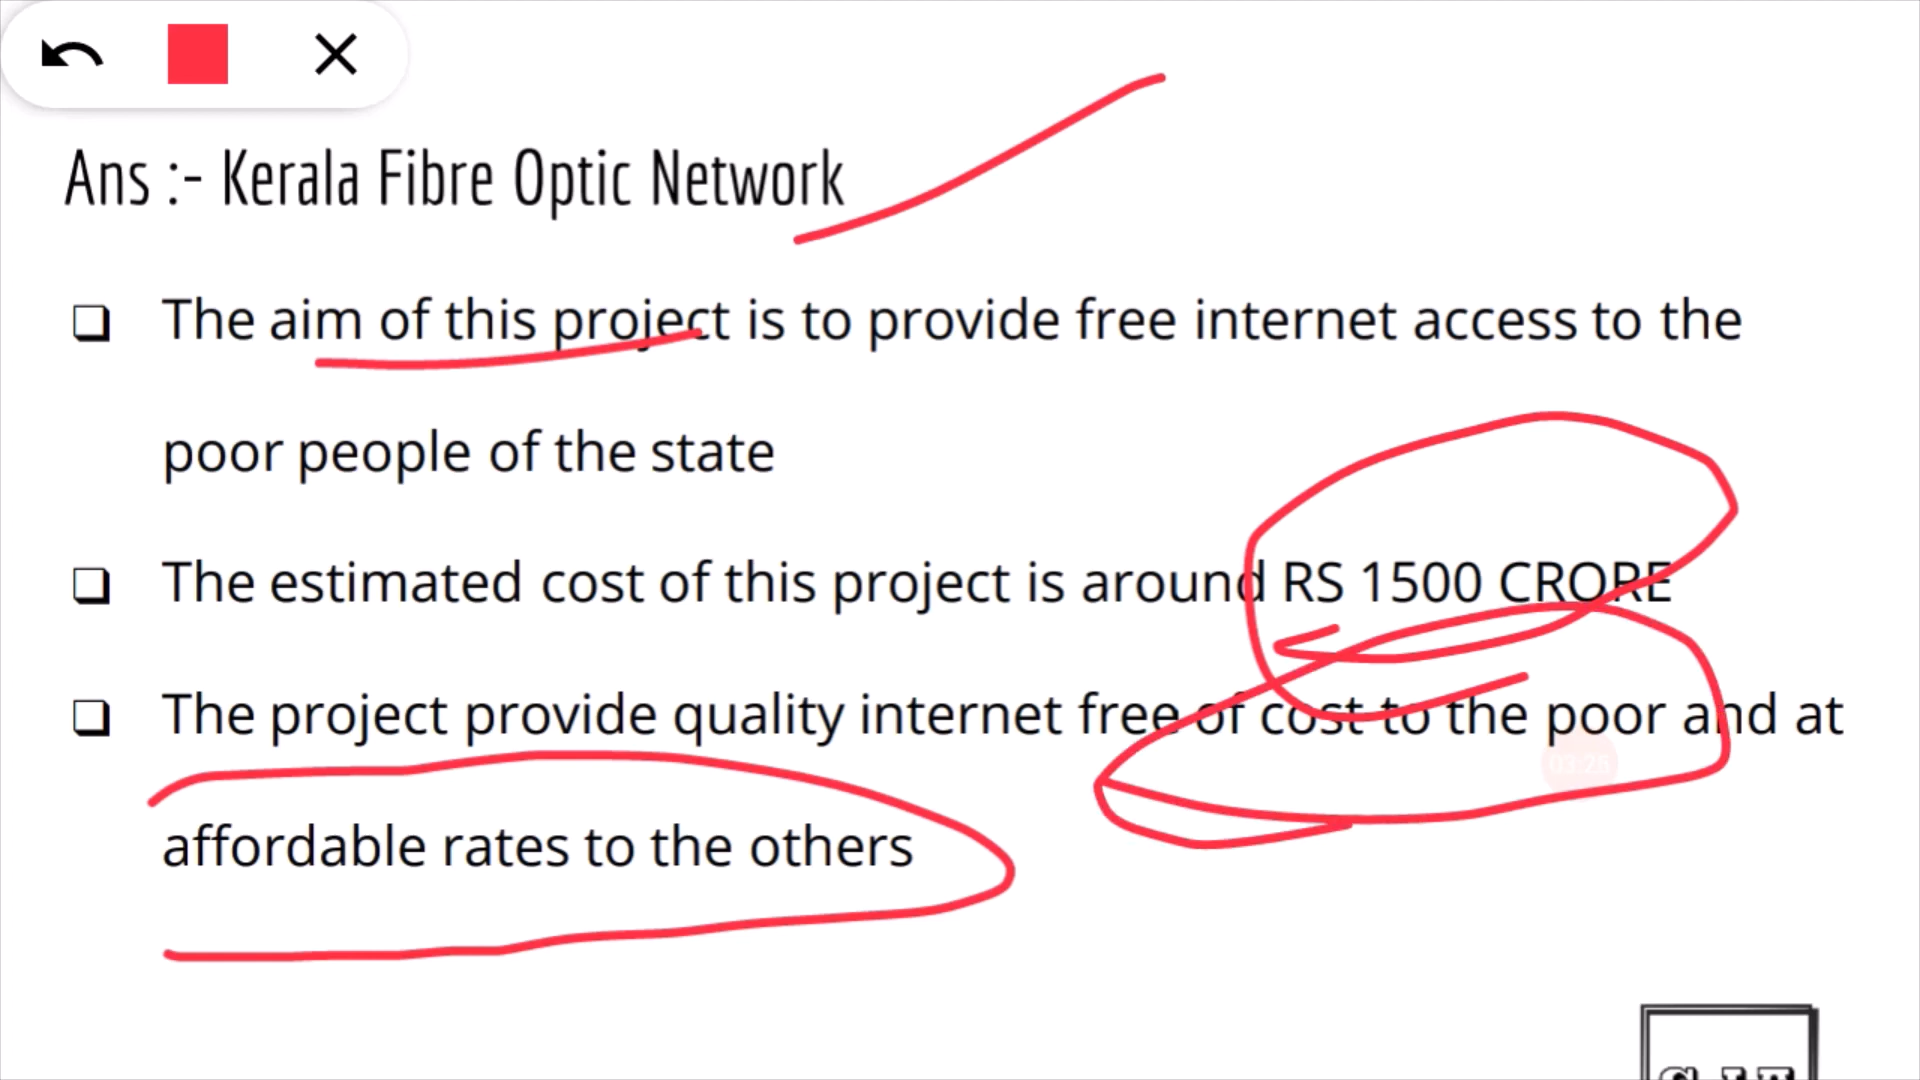 Ans :- Kerala Fibre Optic Network
The aim of this project is to provide free internet access to the
poor people of the state
The estimated cost of this project is around RS 1500 CRORE
The project provide quality internet free of cost to the poor and at
03:26
affordable rates to the others